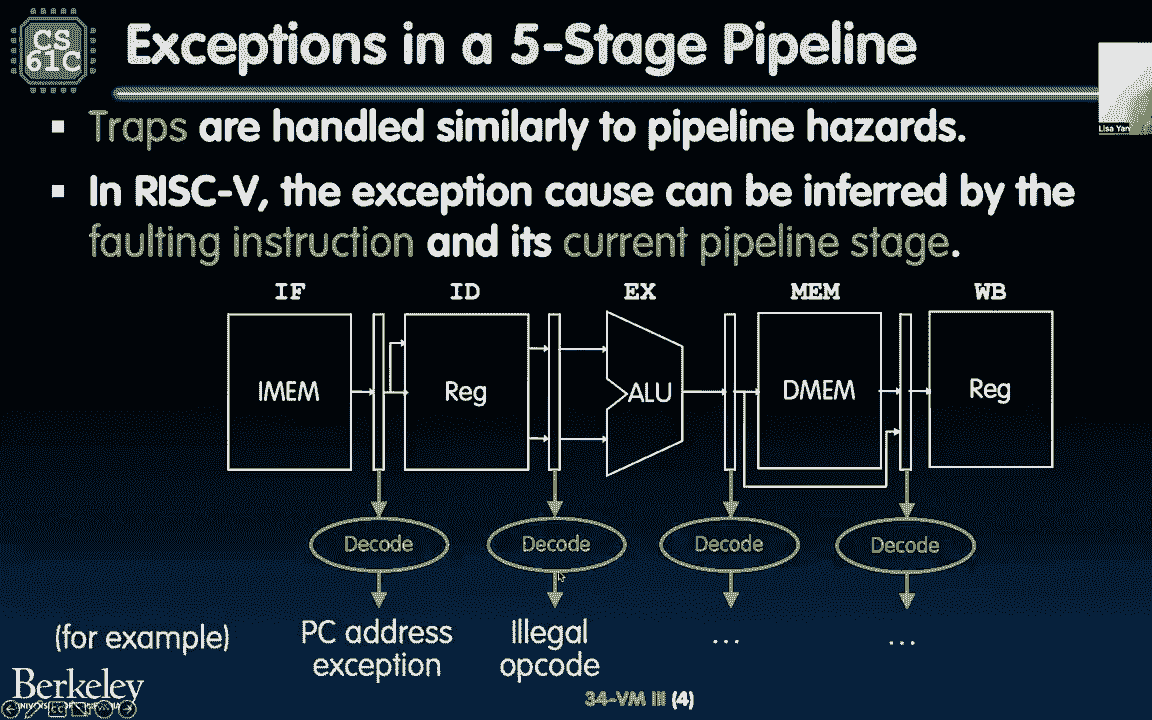 CS
61C
Exceptions in a 5-Stage Pipeline
Lisa Yan
▪ Traps are handled similarly to pipeline hazards.
▪ In RISC-V, the exception cause can be inferred by the
faulting instruction and its current pipeline stage.
IF ID EX MEM WB
IMEM Reg ALU DMEM Reg
Decode Decode Decode Decode
(for example) PC address Illegal ... ...
exception opcode
Berkeley
34-VM III (4)